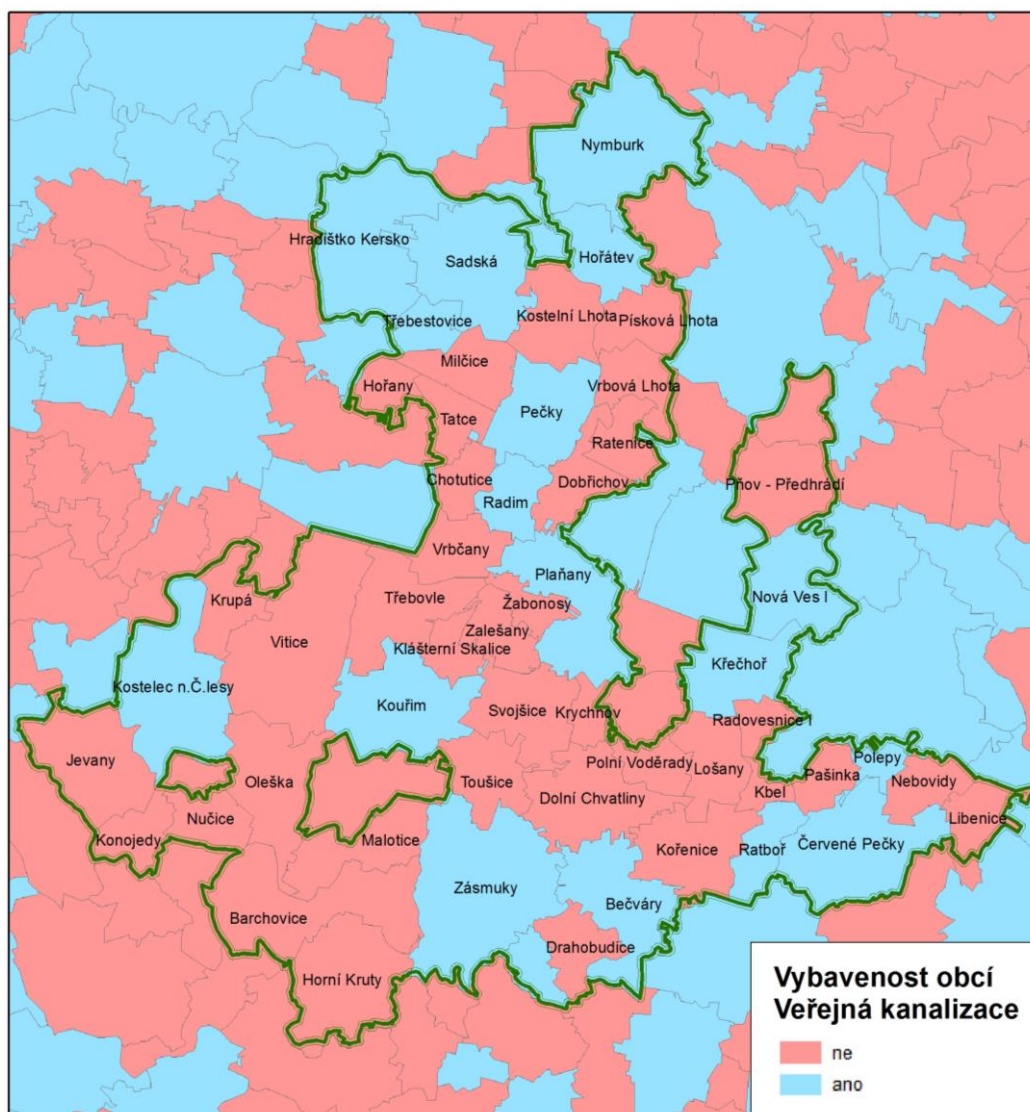 Nymburk
Hradištko Kersko
Sadská
Hořátev
Třebestovice
Kostelní Lhota
Písková Lhota
Milčice
Hořany
Vrbová Lhota
Pečky
Tatce
Ratenice
Chotutice
Dobřichov
Pňov - Předhradí
Radim
Vrbčany
Plaňany
Nová Ves I
Krupá
Třebovle
Žabonosy
Vitice
Zalešany
Klášterní Skalice
Křečhoř
Kostelec n.Č.lesy
Kouřim
Svojšice
Krychnov
Radovesnice I
Jevany
Oleška
Toušice
Polní Voděrady
Lošany
Polepy
Pašinka
Nebovidy
Kbel
Dolní Chvatliny
Nučice
Libenice
Konojedy
Malotice
Kořenice
Ratboř
Červené Pečky
Zásmuky
Bečváry
Barchovice
Drahobudice
Horní Kruty
Vybavenost obcí
Veřejná kanalizace
ne
ano